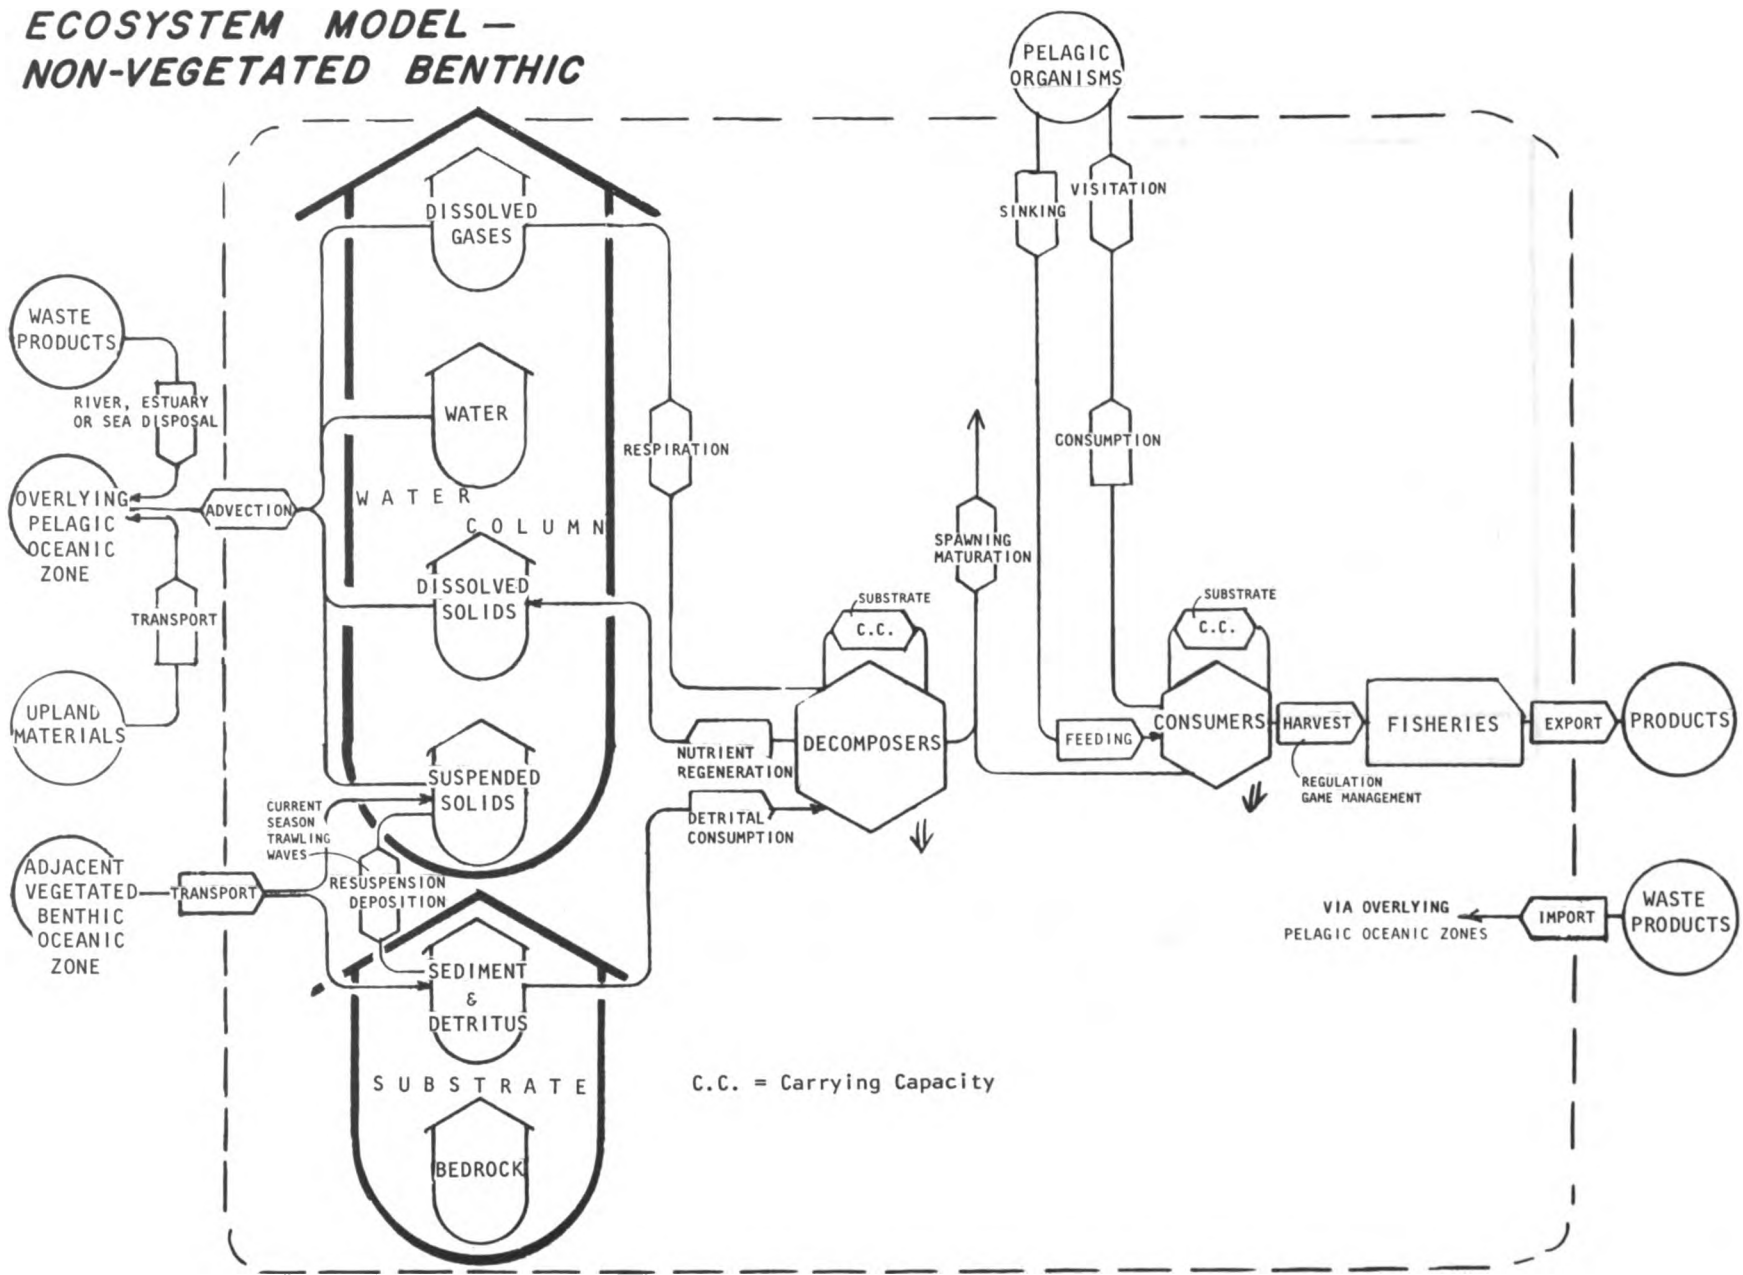 ECOSYSTEM MODEL —
NON-VEGETATED BENTHIC
PELAGIC
ORGANISMS
SINKING
VISITATION
DISSOLVED
GASES
WASTE
PRODUCTS
RIVER, ESTUARY
OR SEA DISPOSAL
WATER
RESPIRATION
CONSUMPTION
OVERLYING
PELAGIC
OCEANIC
ZONE
ADVECTION
WATER
COLUMN
SPAWNING
MATURATION
DISSOLVED
SOLIDS
TRANSPORT
SUBSTRATE
C.C.
SUBSTRATE
C.C.
UPLAND
MATERIALS
DECOMPOSERS
NUTRIENT
REGENERATION
FEEDING
CONSUMERS
HARVEST
FISHERIES
EXPORT
PRODUCTS
REGULATION
GAME MANAGEMENT
SUSPENDED
SOLIDS
CURRENT
SEASON
TRAWLING
WAVES
DETRITAL
CONSUMPTION
ADJACENT
VEGETATED
BENTHIC
OCEANIC
ZONE
TRANSPORT
RESUSPENSION
DEPOSITION
VIA OVERLYING
PELAGIC OCEANIC ZONES
IMPORT
WASTE
PRODUCTS
SEDIMENT
&
DETRITUS
SUBSTRATE
C.C. = Carrying Capacity
BEDROCK